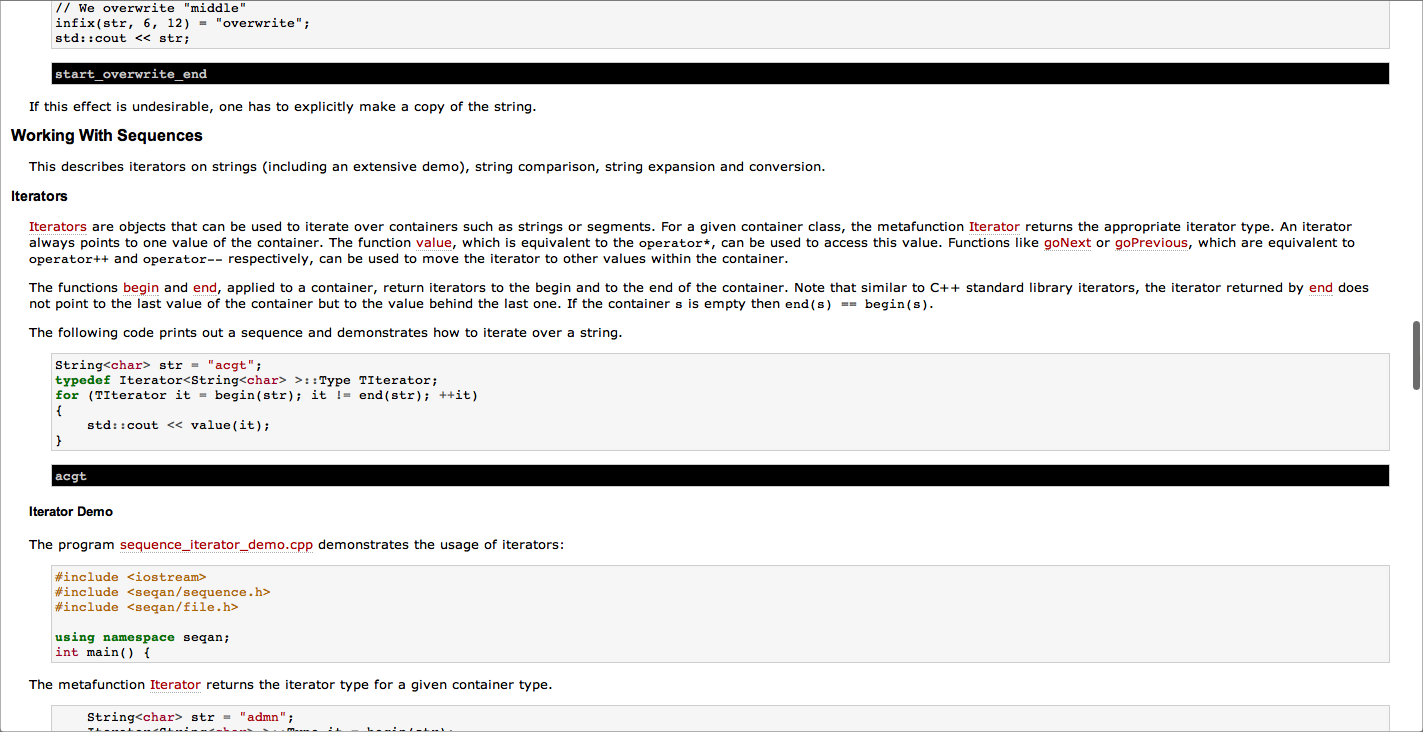 // We overwrite "middle"
infix(str, 6, 12) = "overwrite";
std::cout << str;
start_overwrite_end
If this effect is undesirable, one has to explicitly make a copy of the string.
Working With Sequences
This describes iterators on strings (including an extensive demo), string comparison, string expansion and conversion.
Iterators
Iterators are objects that can be used to iterate over containers such as strings or segments. For a given container class, the metafunction Iterator returns the appropriate iterator type. An iterator
always points to one value of the container. The function value, which is equivalent to the operator*, can be used to access this value. Functions like goNext or goPrevious, which are equivalent to
operator++ and operator-- respectively, can be used to move the iterator to other values within the container.
The functions begin and end, applied to a container, return iterators to the begin and to the end of the container. Note that similar to C++ standard library iterators, the iterator returned by end does
not point to the last value of the container but to the value behind the last one. If the container s is empty then end(s) == begin(s).
The following code prints out a sequence and demonstrates how to iterate over a string.
String<char> str = "acgt";
typedef Iterator<String<char> >::Type TIterator;
for (TIterator it = begin(str); it != end(str); ++it)
{
    std::cout << value(it);
}
acgt
Iterator Demo
The program sequence_iterator_demo.cpp demonstrates the usage of iterators:
#include <iostream>
#include <seqan/sequence.h>
#include <seqan/file.h>
using namespace seqan;
int main() {
The metafunction Iterator returns the iterator type for a given container type.
    String<char> str = "admn";
    Iterator<String<char> >::Type it = begin(str);